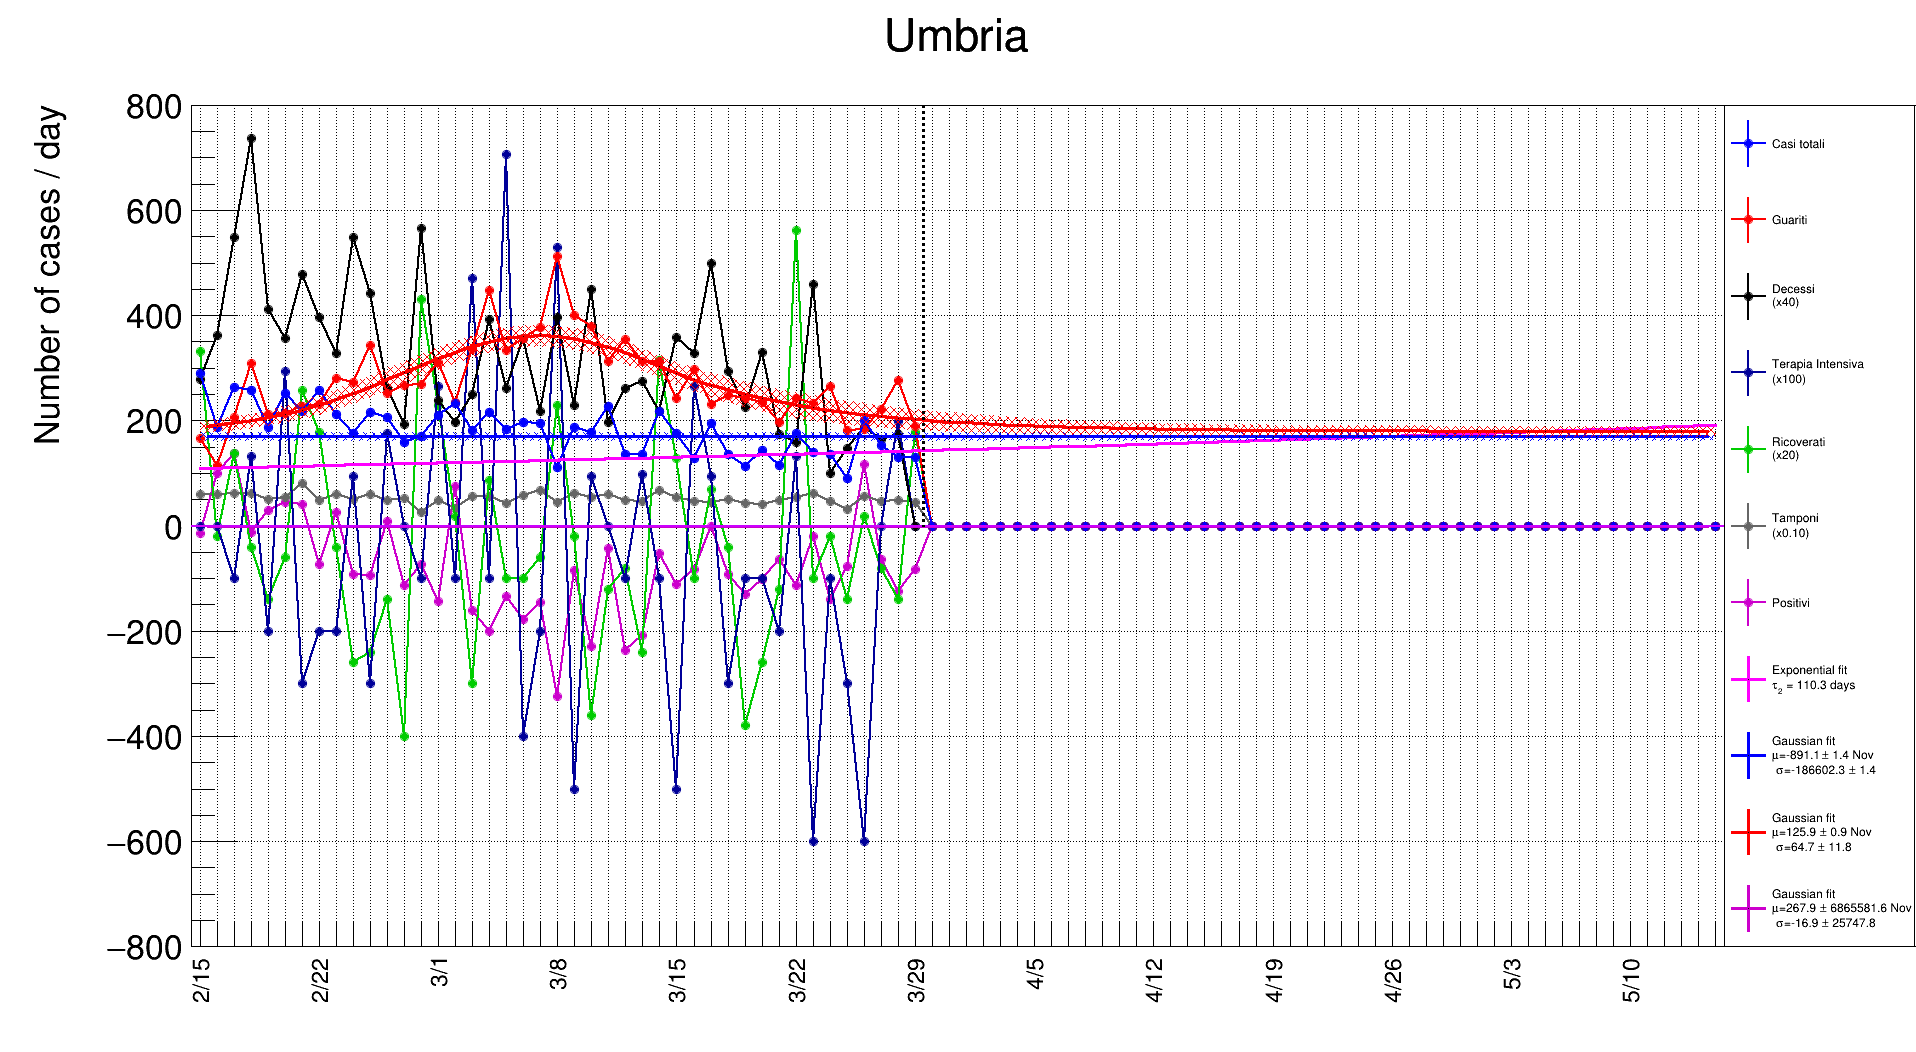 Umbria
Number of cases / day
800
600
400
200
0
−200
−400
−600
−800
2/15
2/22
3/1
3/8
3/15
3/22
3/29
4/5
4/12
4/19
4/26
5/3
5/10
Casi totali
Guariti
Decessi
(x40)
Terapia Intensiva
(x100)
Ricoverati
(x20)
Tamponi
(x0.10)
Positivi
Exponential fit
τ2 = 110.3 days
Gaussian fit
μ=-891.1 ± 1.4 Nov
σ=-186602.3 ± 1.4
Gaussian fit
μ=125.9 ± 0.9 Nov
σ=64.7 ± 11.8
Gaussian fit
μ=267.9 ± 6865581.6 Nov
σ=-16.9 ± 25747.8